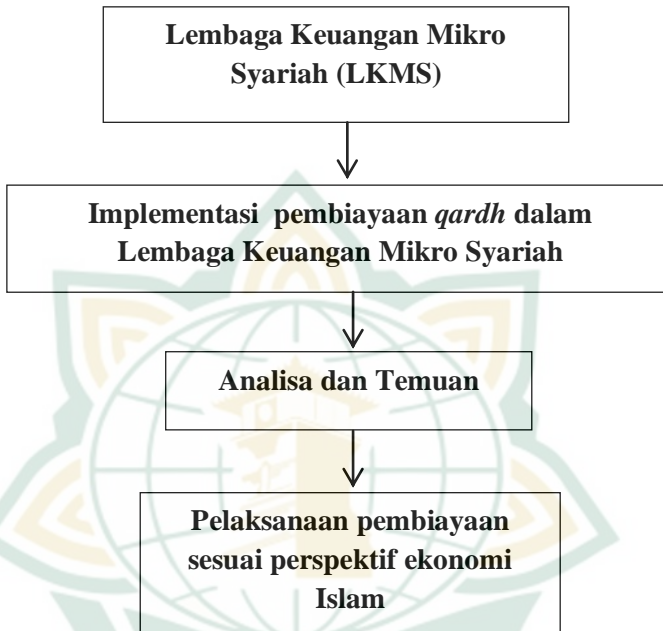 Lembaga Keuangan Mikro
Syariah (LKMS)
Implementasi pembiayaan qardh dalam
Lembaga Keuangan Mikro Syariah
Analisa dan Temuan
Pelaksanaan pembiayaan
sesuai perspektif ekonomi
Islam